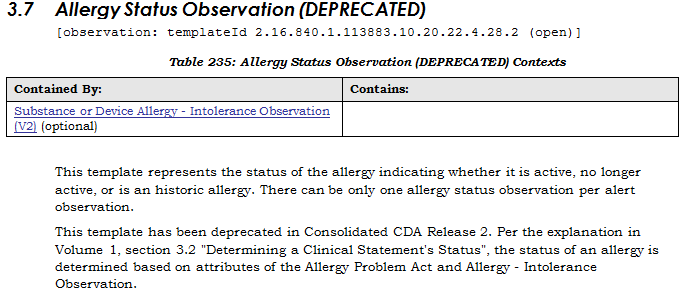 3.7 Allergy Status Observation (DEPRECATED)
[observation: templateId 2.16.840.1.113883.10.20.22.4.28.2 (open)]
Table 235: Allergy Status Observation (DEPRECATED) Contexts
Contained By: Contains:
Substance or Device Allergy - Intolerance Observation
(V2) (optional)
This template represents the status of the allergy indicating whether it is active, no longer
active, or is an historic allergy. There can be only one allergy status observation per alert
observation.
This template has been deprecated in Consolidated CDA Release 2. Per the explanation in
Volume 1, section 3.2 "Determining a Clinical Statement's Status", the status of an allergy is
determined based on attributes of the Allergy Problem Act and Allergy - Intolerance
Observation.